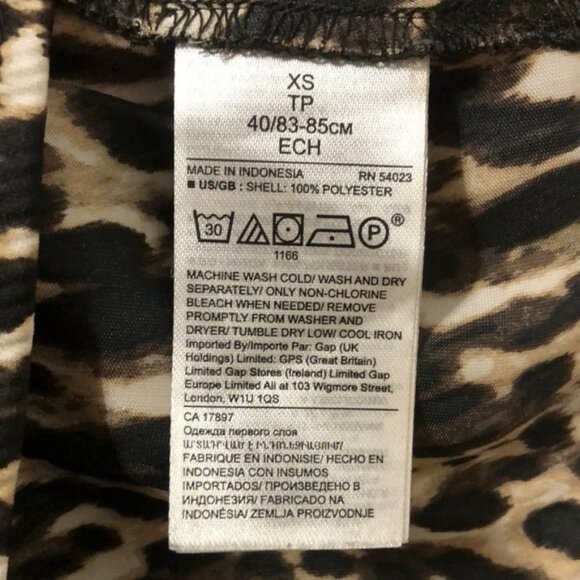 XS
TP
40/83-85CM
ECH
MADE IN INDONESIA RN 54023
■ US/GB : SHELL: 100% POLYESTER
30 P ®
1166
MACHINE WASH COLD/ WASH AND DRY
SEPARATELY/ ONLY NON-CHLORINE
BLEACH WHEN NEEDED/ REMOVE
PROMPTLY FROM WASHER AND
DRYER/ TUMBLE DRY LOW/ COOL IRON
Imported By/Importe Par: Gap (UK
Holdings) Limited: GPS (Great Britain)
Limited Gap Stores (Ireland) Limited Gap
Europe Limited All at 103 Wigmore Street,
London, W1U 1QS
CA 17897
Одежда первого слоя
FABRIQUE EN INDONISIE/ HECHO EN
INDONESIA CON INSUMOS
IMPORTADOS/ ПРОИЗВЕДЕНО В
ИНДОНЕЗИЯ/ FABRICADO NA
INDONÉSIA/ ZEMLJA PROIZVODNJE